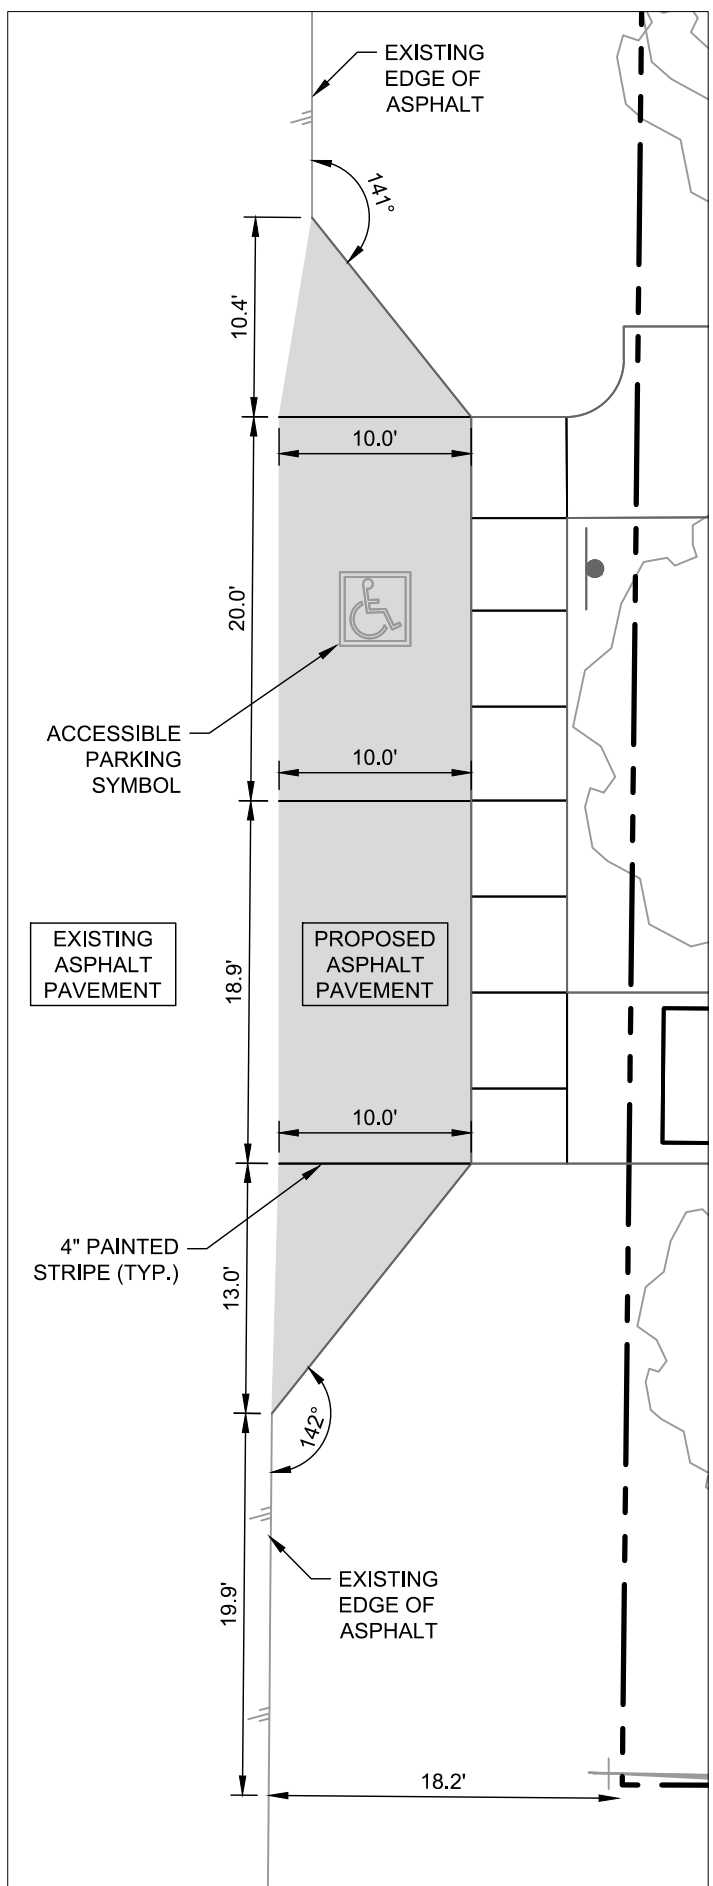 EXISTING
EDGE OF
ASPHALT
141°
10.4'
10.0'
20.0'
ACCESSIBLE
PARKING
SYMBOL
10.0'
EXISTING
ASPHALT
PAVEMENT
PROPOSED
ASPHALT
PAVEMENT
18.9'
10.0'
4" PAINTED
STRIPE (TYP.)
13.0'
142°
EXISTING
EDGE OF
ASPHALT
19.9'
18.2'